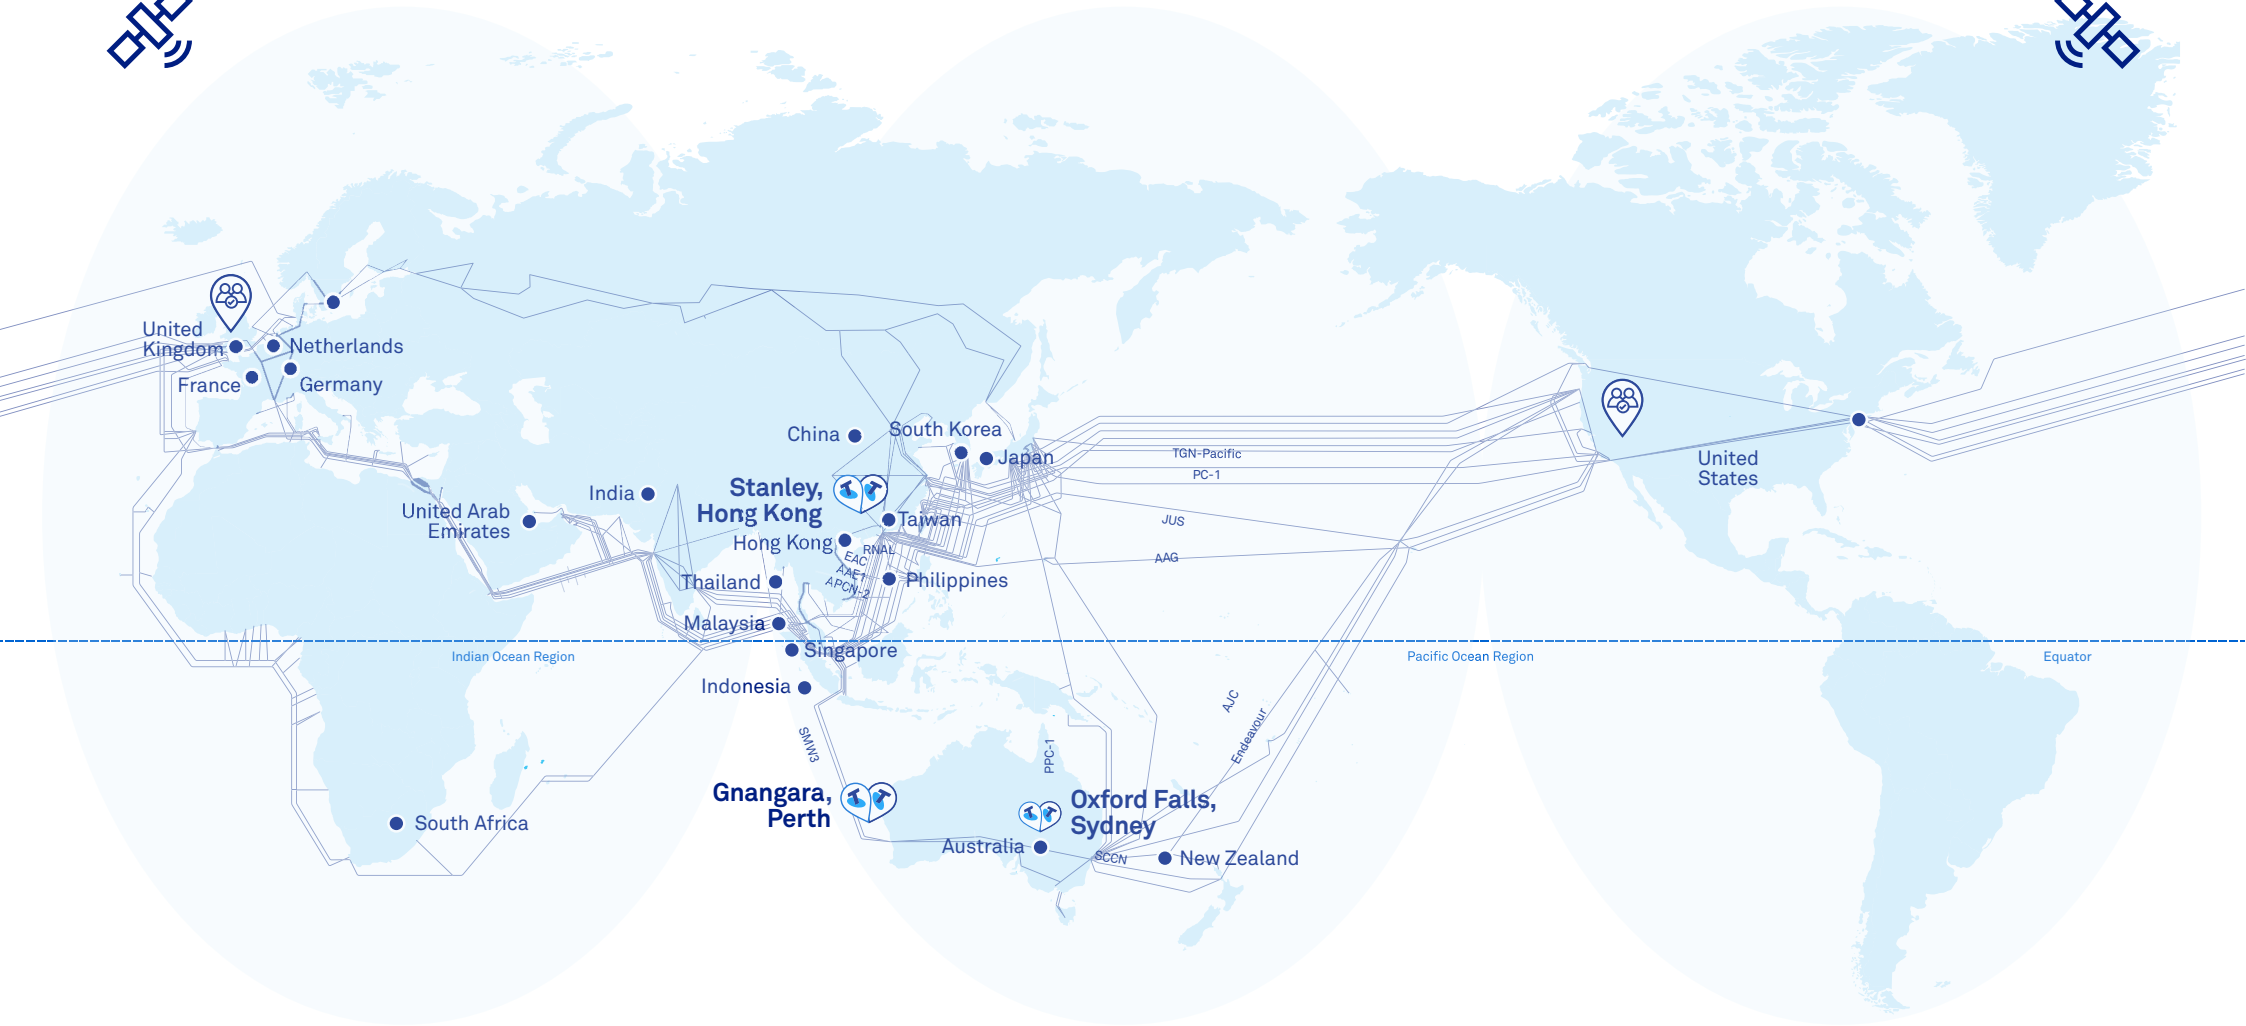 United
Kingdom
Netherlands
France
Germany
China
South Korea
Japan
TGN-Pacific
PC-1
United
States
India
Stanley,
Hong Kong
United Arab
Emirates
Taiwan
JUS
Hong Kong
RNAL
EAC
AAE1
APCN-2
AAG
Thailand
Philippines
Malaysia
Singapore
Indian Ocean Region
Pacific Ocean Region
Equator
Indonesia
AJC
Endeavour
SMW3
PPC-1
Gnangara,
Perth
Oxford Falls,
Sydney
South Africa
Australia
SCCN
New Zealand